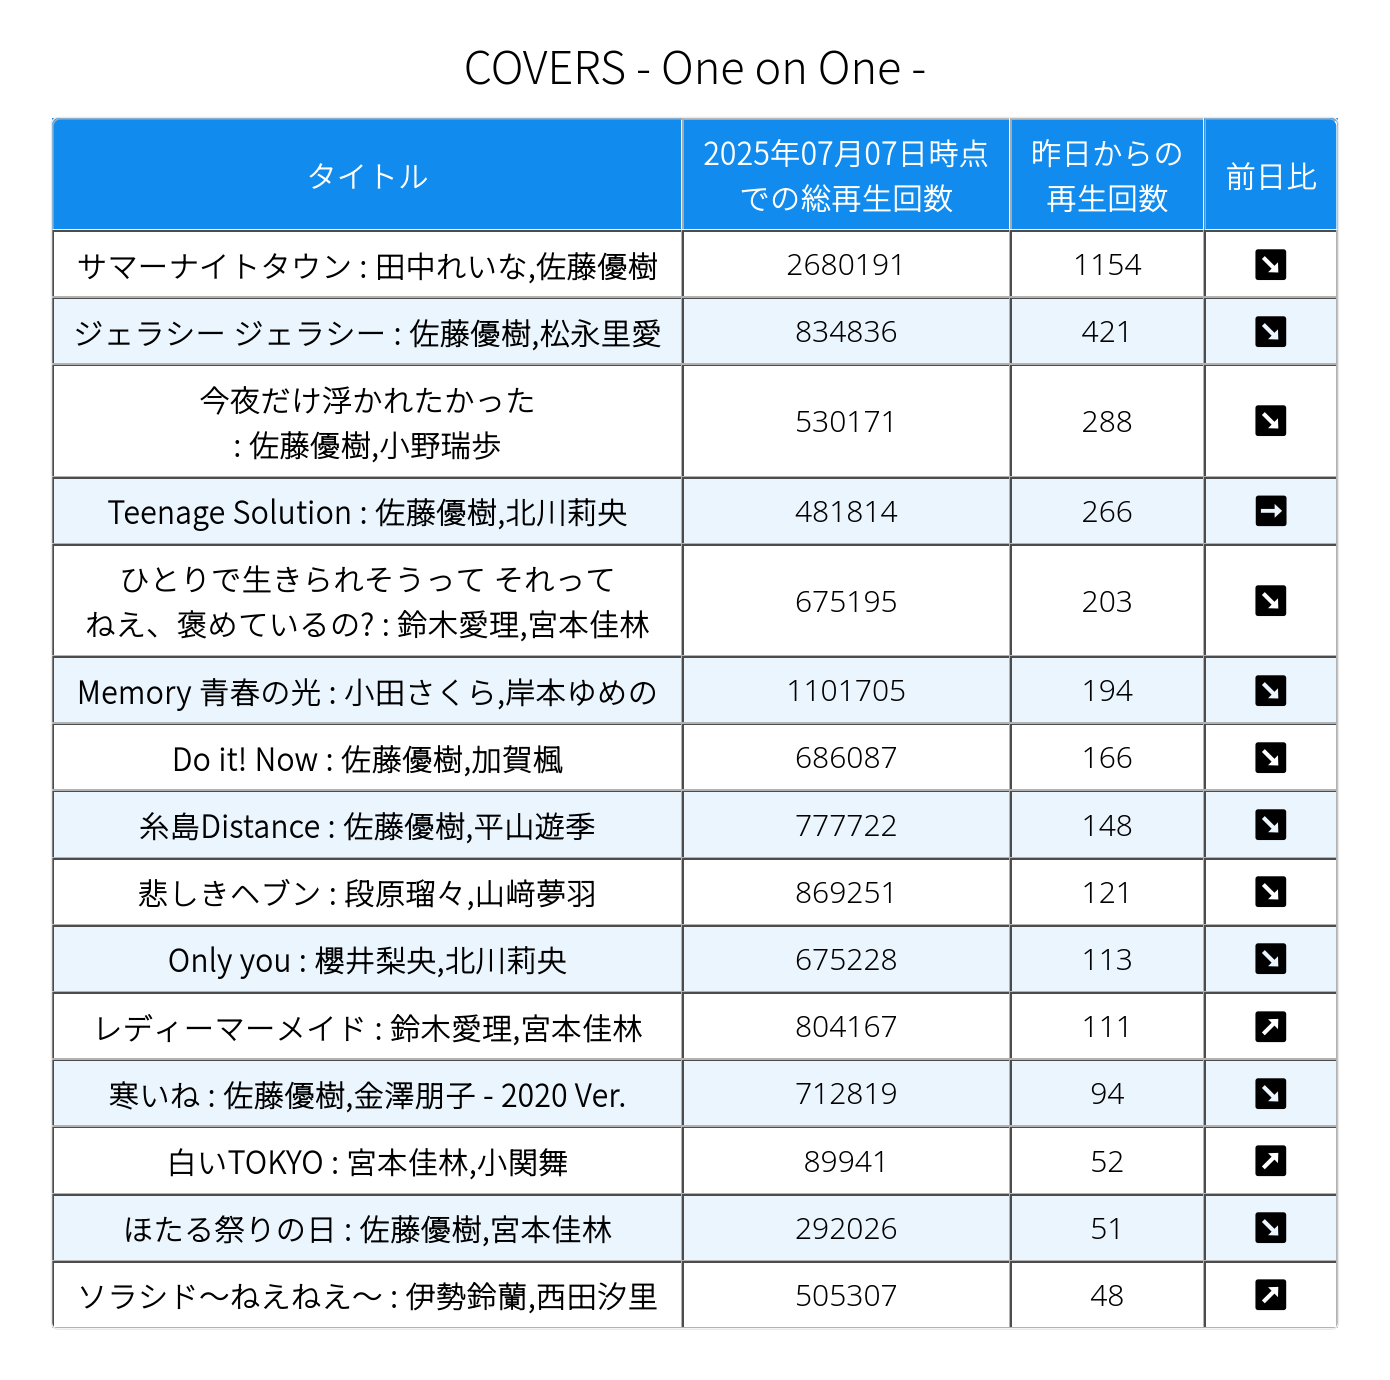 COVERS - One on One -
タイトル
2025年07月07日時点
での総再生回数
昨日からの
再生回数
前日比
サマーナイトタウン : 田中れいな,佐藤優樹 2680191 1154
ジェラシー ジェラシー : 佐藤優樹,松永里愛 834836 421
今夜だけ浮かれたかった
: 佐藤優樹,小野瑞歩 530171 288
Teenage Solution : 佐藤優樹,北川莉央 481814 266
ひとりで生きられそうって それって
ねえ、褒めているの? : 鈴木愛理,宮本佳林 675195 203
Memory 青春の光 : 小田さくら,岸本ゆめの 1101705 194
Do it! Now : 佐藤優樹,加賀楓 686087 166
糸島Distance : 佐藤優樹,平山遊季 777722 148
悲しきヘブン : 段原瑠々,山﨑夢羽 869251 121
Only you : 櫻井梨央,北川莉央 675228 113
レディーマーメイド : 鈴木愛理,宮本佳林 804167 111
寒いね : 佐藤優樹,金澤朋子 - 2020 Ver. 712819 94
白いTOKYO : 宮本佳林,小関舞 89941 52
ほたる祭りの日 : 佐藤優樹,宮本佳林 292026 51
ソラシド〜ねえねえ〜 : 伊勢鈴蘭,西田汐里 505307 48